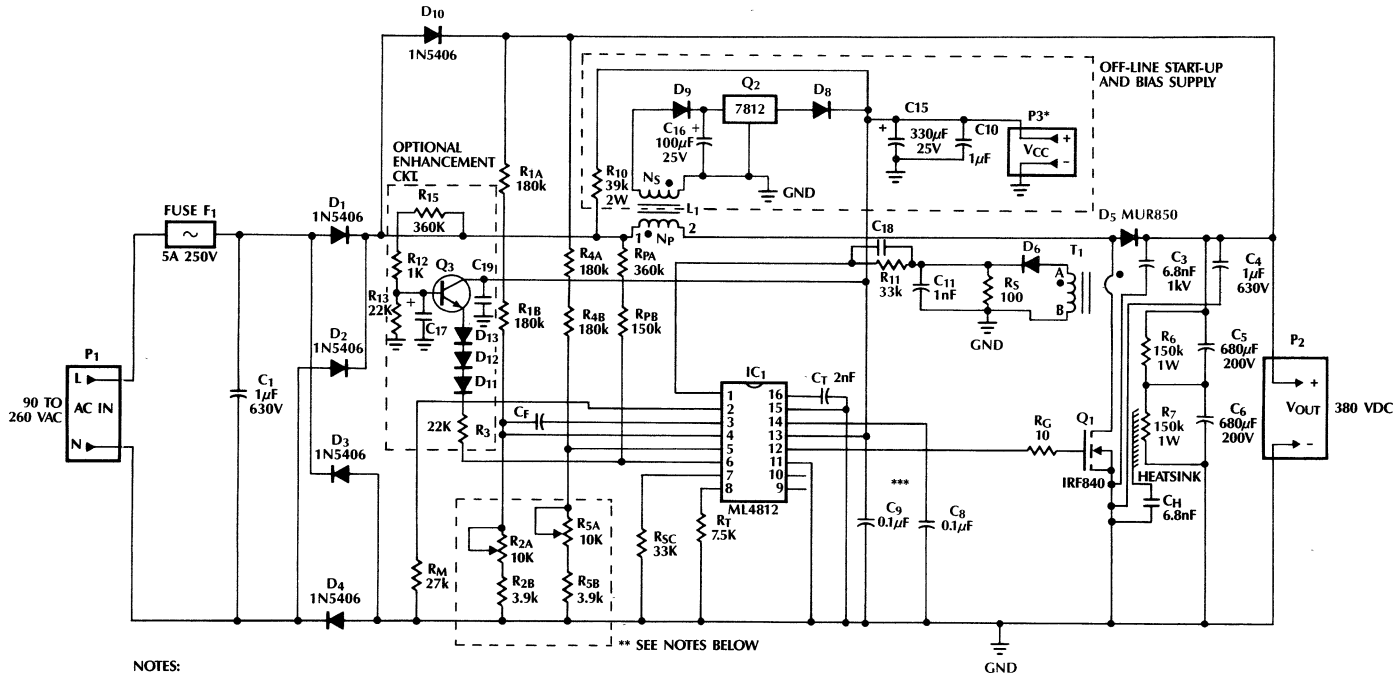 D10
1N5406
OFF-LINE START-UP
AND BIAS SUPPLY
D9
Q2
7812
D8
C16
100µF
25V
+
C15
330µF
25V
+
C10
1µF
P3*
VCC
+
−
GND
OPTIONAL
ENHANCEMENT
CKT.
R15
360K
R1A
180k
R10
39k
2W
NS
L1
1
2
NP
FUSE F1
~
5A 250V
D1
1N5406
R12
1K
Q3
C19
R13
22K
+
C17
D13
D12
D11
22K
R3
R4A
180k
RPA
360k
R1B
180k
R4B
180k
RPB
150k
C18
R11
33k
C11
1nF
RS
100
D6
T1
A
B
GND
D5 MUR850
C3
6.8nF
1kV
C4
1µF
630V
D2
1N5406
P1
L
AC IN
N
90 TO
260 VAC
C1
1µF
630V
D3
1N5406
D4
1N5406
CF
IC1
1
2
3
4
5
6
7
8
16
15
14
13
12
11
10
9
ML4812
CT 2nF
RG
10
Q1
IRF840
R6
150k
1W
R7
150k
1W
C5
680µF
200V
C6
680µF
200V
HEATSINK
CH
6.8nF
P2
+
VOUT
−
380 VDC
RM
27k
R2A
10K
R2B
3.9k
R5A
10K
R5B
3.9k
RSC
33K
RT
7.5K
***
C9
0.1µF
C8
0.1µF
** SEE NOTES BELOW
GND
NOTES: